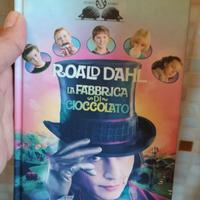 ROALD DAHL
LA FABBRICA
DI
CIOCCOLATO